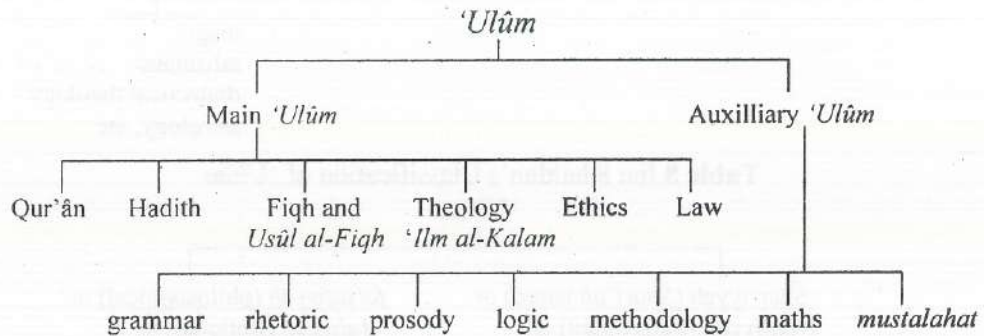 ‘Ulûm
Main ‘Ulûm Auxilliary ‘Ulûm
Qur’ân Hadith Fiqh and Theology Ethics Law
Usûl al-Fiqh ‘Ilm al-Kalam
grammar rhetoric prosody logic methodology maths mustalahat